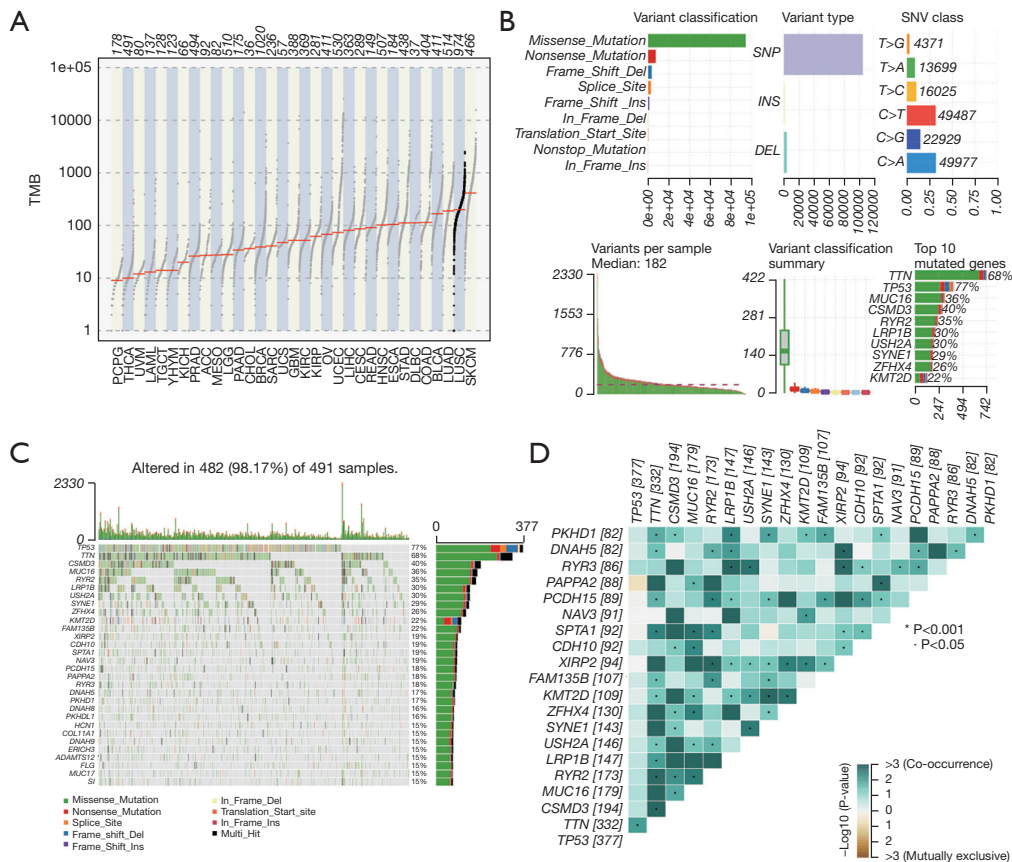 A
178 491 80 137 128 123 66 494 92 82 510 175 36 1020 236 57 388 369 281 411 430 363 289 149 507 184 438 37 404 411 514 974 466
TMB
1e+05
10000
1000
100
10
1
PCPG THCA UVM LAML TGCT YHYM KICH PRAD ACC MESO LGG PAAD CHOL BRCA SARC UCS GBM KIRC KIRP OV UCEC LIHC CESC READ HNSC ESCA STAD DLBC COAD BLCA LUAD LUSC SKCM
B
Variant classification
Missense_Mutation
Nonsense_Mutation
Frame_Shift_Del
Splice_Site
Frame_Shift_Ins
In_Frame_Del
Translation_Start_Site
Nonstop_Mutation
In_Frame_Ins
0e+00 2e+04 4e+04 6e+04 8e+04 1e+05
Variant type
SNP
INS
DEL
20000 40000 60000 80000 100000 120000
SNV class
T>G 4371
T>A 13699
T>C 16025
C>T 49487
C>G 22929
C>A 49977
0.00 0.25 0.50 1.00
Variants per sample
Median: 182
2330
1553
776
0
Variant classification
summary
422
281
140
0
Top 10
mutated genes
TTN 68%
TP53 77%
MUC16 36%
CSMD3 40%
RYR2 35%
LRP1B 30%
USH2A 30%
SYNE1 29%
ZFHX4 26%
KMT2D 22%
0 247 494 742
C
Altered in 482 (98.17%) of 491 samples.
2330
0
0 377
TP53 77%
TTN 68%
CSMD3 40%
MUC16 36%
RYR2 35%
LRP1B 30%
USH2A 30%
SYNE1 29%
ZFHX4 26%
KMT2D 22%
FAM135B 22%
XIRP2 19%
CDH10 19%
SPTA1 19%
NAV3 19%
PCDH15 18%
PAPPA2 18%
RYR3 18%
DNAH5 17%
PKHD1 17%
DNAH8 16%
PKHDL1 16%
HCN1 15%
COL11A1 15%
DNAH9 15%
ERICH3 15%
ADAMTS12 15%
FLG 15%
MUC17 15%
SI 15%
Missense_Mutation
Nonsense_Mutation
Splice_Site
Frame_shift_Del
Frame_shift_Ins
In_Frame_Del
Translation_Start_site
In_Frame_Ins
Multi_Hit
D
TP53 [377]
TTN [332]
CSMD3 [194]
MUC16 [179]
RYR2 [173]
LRP1B [147]
USH2A [146]
SYNE1 [143]
ZFHX4 [130]
KMT2D [109]
FAM135B [107]
XIRP2 [94]
CDH10 [92]
SPTA1 [92]
NAV3 [91]
PCDH15 [89]
PAPPA2 [88]
RYR3 [86]
DNAH5 [82]
PKHD1 [82]
PKHD1 [82]
DNAH5 [82]
RYR3 [86]
PAPPA2 [88]
PCDH15 [89]
NAV3 [91]
SPTA1 [92]
CDH10 [92]
XIRP2 [94]
FAM135B [107]
KMT2D [109]
ZFHX4 [130]
SYNE1 [143]
USH2A [146]
LRP1B [147]
RYR2 [173]
MUC16 [179]
CSMD3 [194]
TTN [332]
TP53 [377]
* P<0.001
· P<0.05
−Log10 (P-value)
>3 (Co-occurrence)
2
1
0
1
2
>3 (Mutually exclusive)